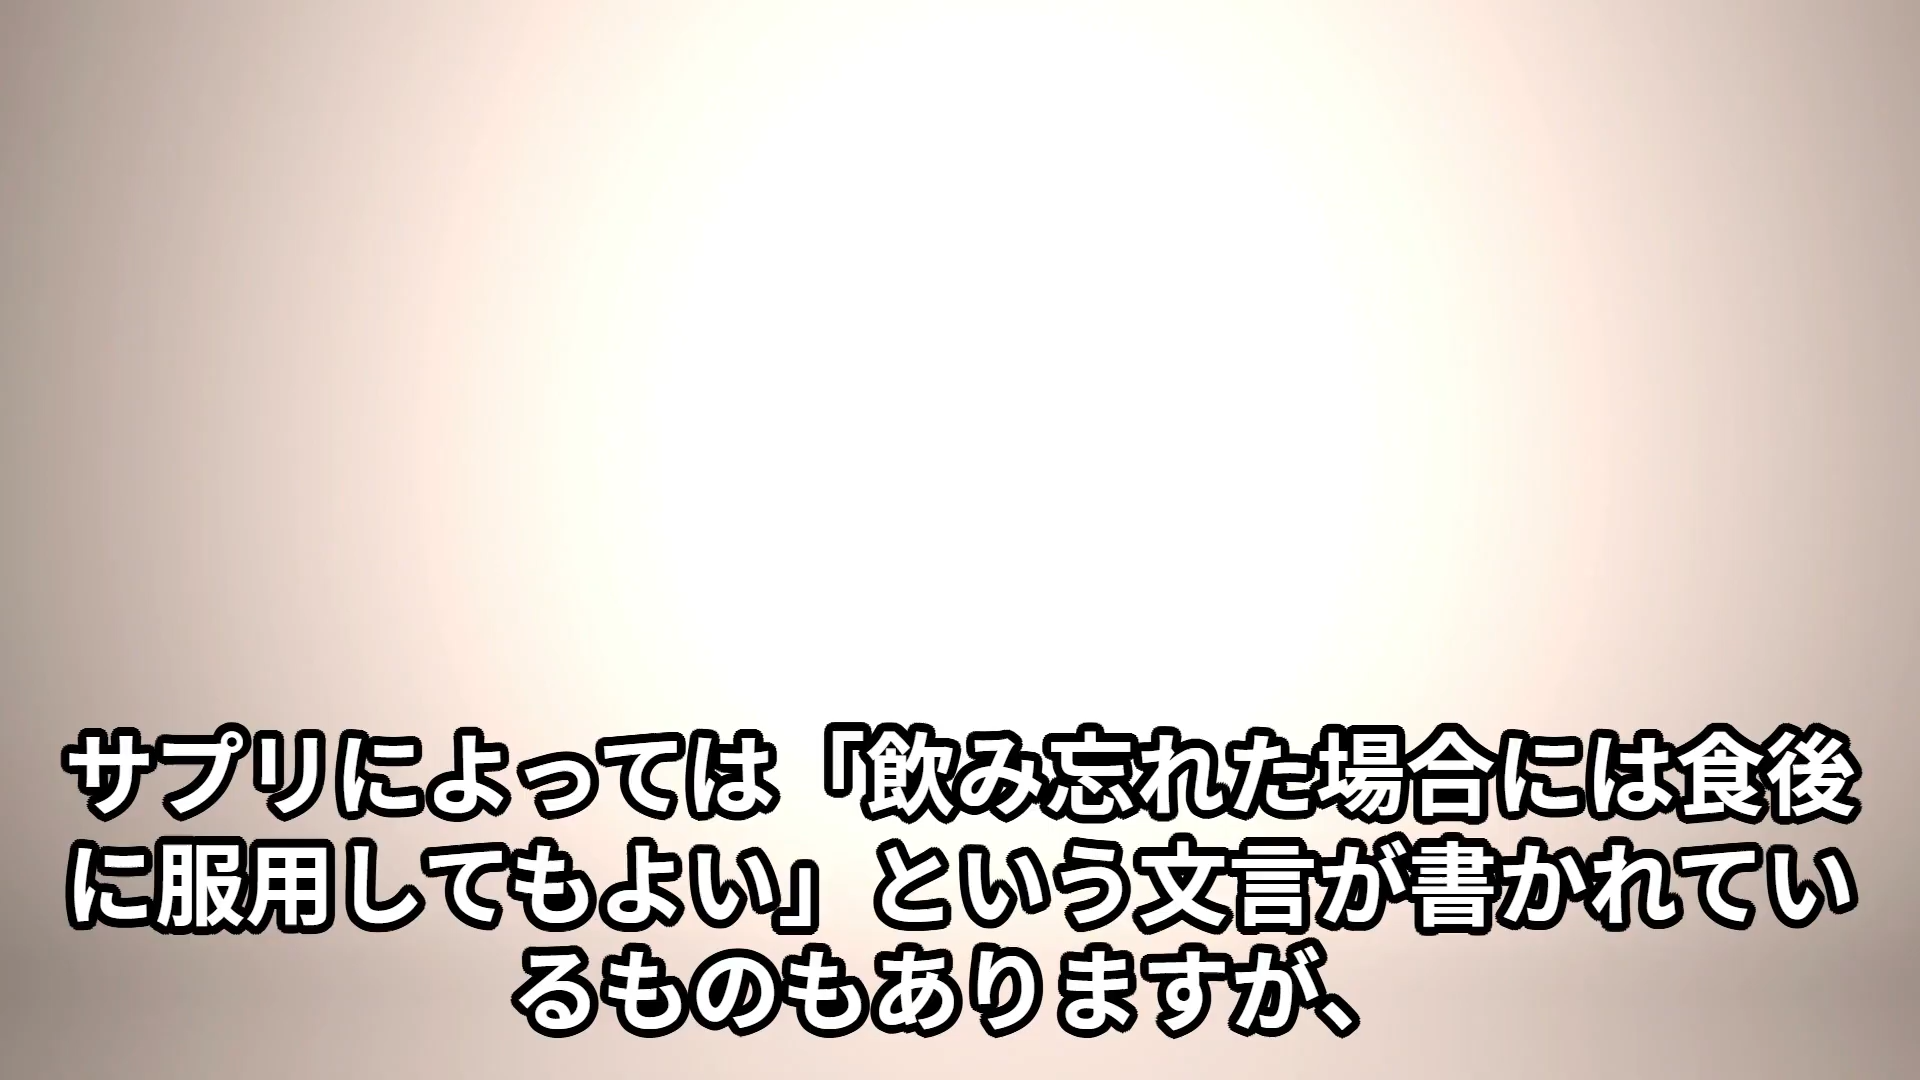 サプリによっては「飲み忘れた場合には食後
に服用してもよい」という文言が書かれてい
るものもありますが、